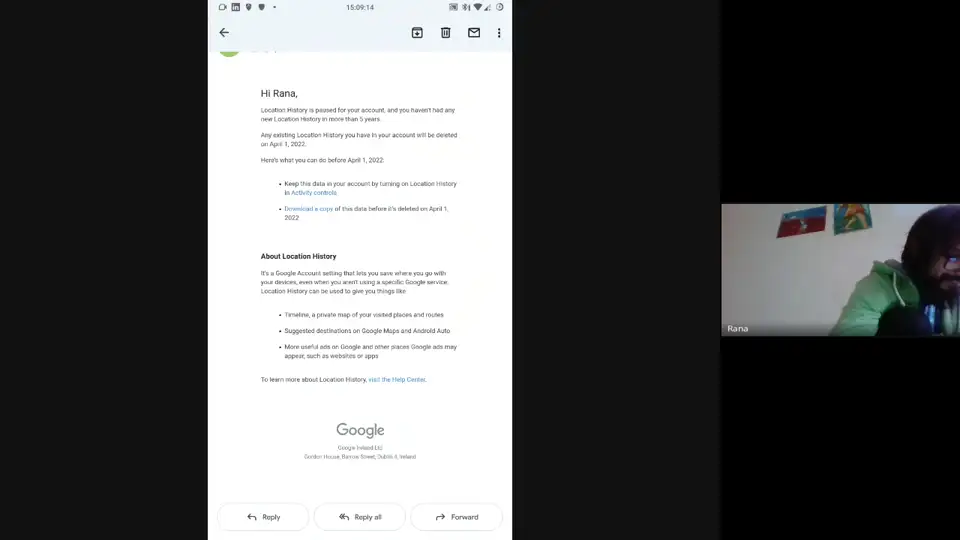 15:09:14
Hi Rana,
Location History is paused for your account, and you haven't had any
new Location History in more than 5 years.
Any existing Location History you have in your account will be deleted
on April 1, 2022.
Here's what you can do before April 1, 2022:
• Keep this data in your account by turning on Location History
in Activity controls
• Download a copy of this data before it's deleted on April 1,
2022
About Location History
It's a Google Account setting that lets you save where you go with
your devices, even when you aren't using a specific Google service.
Location History can be used to give you things like
• Timeline, a private map of your visited places and routes
• Suggested destinations on Google Maps and Android Auto
• More useful ads on Google and other places Google ads may
appear, such as websites or apps
To learn more about Location History, visit the Help Center.
Google
Google Ireland Ltd
Gordon House, Barrow Street, Dublin 4, Ireland
Reply
Reply all
Forward
Rana